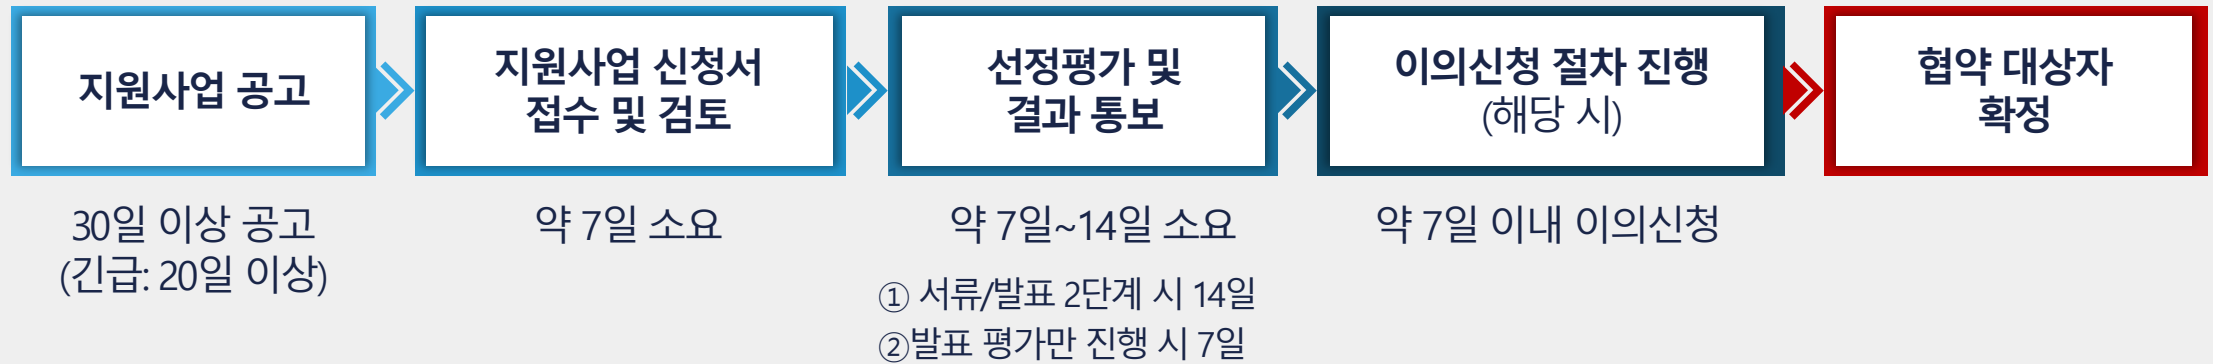 지원사업 공고
지원사업 신청서
접수 및 검토
선정평가 및
결과 통보
이의신청 절차 진행
(해당 시)
협약 대상자
확정
30일 이상 공고
(긴급: 20일 이상)
약 7일 소요
약 7일~14일 소요
① 서류/발표 2단계 시 14일
②발표 평가만 진행 시 7일
약 7일 이내 이의신청